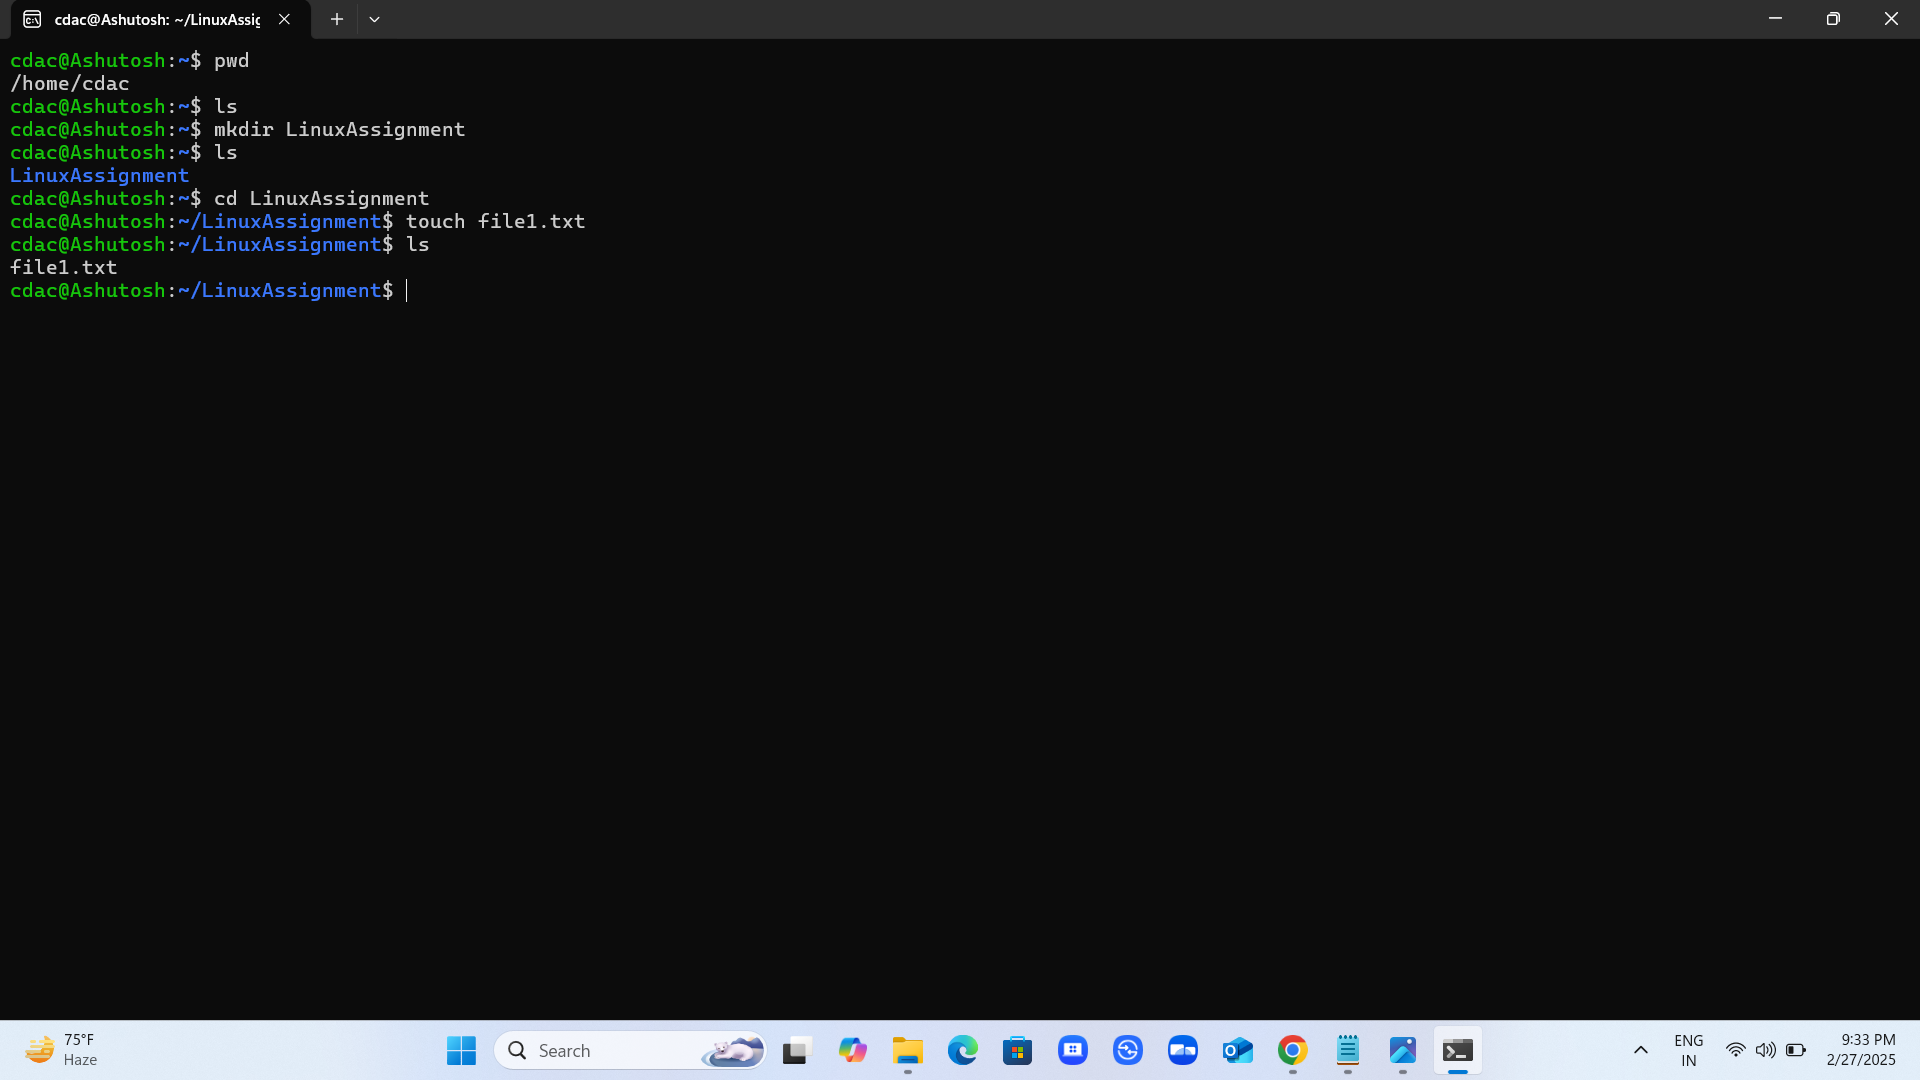 cdac@Ashutosh: ~/LinuxAssig
cdac@Ashutosh:~$ pwd
/home/cdac
cdac@Ashutosh:~$ ls
cdac@Ashutosh:~$ mkdir LinuxAssignment
cdac@Ashutosh:~$ ls
LinuxAssignment
cdac@Ashutosh:~$ cd LinuxAssignment
cdac@Ashutosh:~/LinuxAssignment$ touch file1.txt
cdac@Ashutosh:~/LinuxAssignment$ ls
file1.txt
cdac@Ashutosh:~/LinuxAssignment$
75°F
Haze
Search
ENG
IN
9:33 PM
2/27/2025